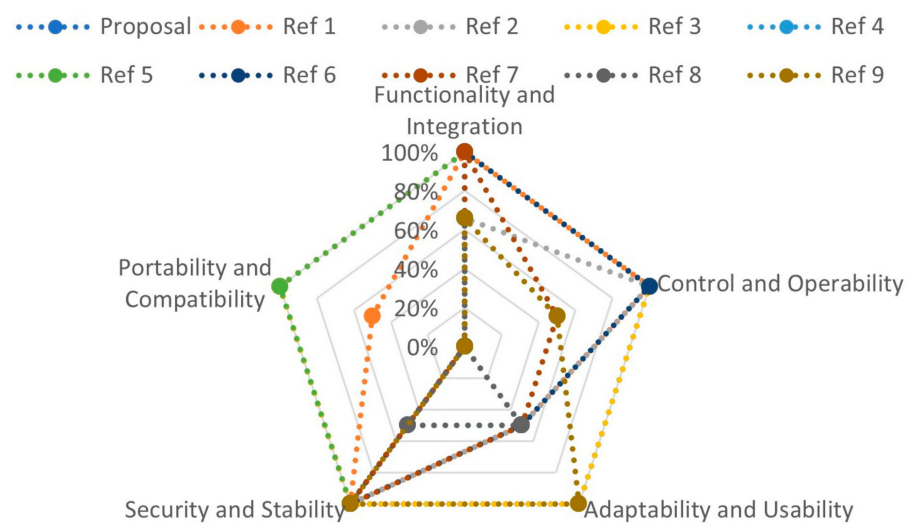 Proposal Ref 1 Ref 2 Ref 3 Ref 4
Ref 5 Ref 6 Ref 7 Ref 8 Ref 9
Functionality and
Integration
100%
80%
60%
40%
20%
0%
Portability and
Compatibility
Control and Operability
Security and Stability
Adaptability and Usability